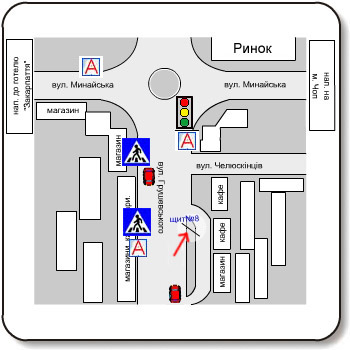 Ринок
А
нап. до готелю
"Закарпаття"
вул. Минайська
вул. Минайська
нап. на
м. Чоп
магазин
А
магазин
вул. Челюскінців
вул. Грушевського
кафе
щит№8
кафе
А
магазин